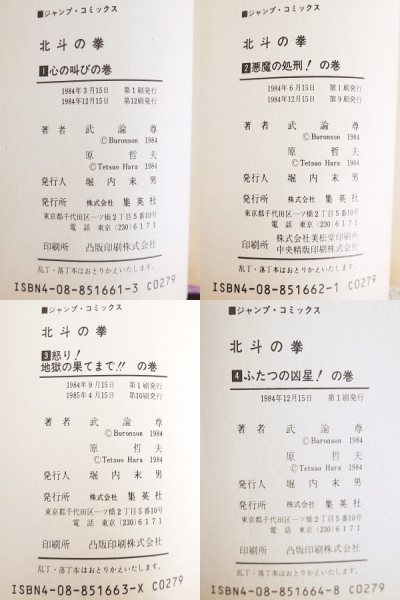 ■ジャンプ・コミックス
北斗の拳
1心の叫びの巻
1984年3月15日 第1刷発行
1984年12月15日 第12刷発行
著者 武論尊
©Buronson 1984
原哲夫
©Tetsuo Hara 1984
発行人 堀内末男
発行所 株式会社 集英社
東京都千代田区一ツ橋2丁目5番10号
電話 東京(230)6171
印刷所 凸版印刷株式会社
乱丁・落丁本はおとりかえいたします。
ISBN4-08-851661-3 C0279
■ジャンプ・コミックス
北斗の拳
2悪魔の処刑!の巻
1984年6月15日 第1刷発行
1984年12月15日 第9刷発行
著者 武論尊
©Buronson 1984
原哲夫
©Tetsuo Hara 1984
発行人 堀内末男
発行所 株式会社 集英社
東京都千代田区一ツ橋2丁目5番10号
電話 東京(230)6171
印刷所 株式会社美松堂印刷所
中央精版印刷株式会社
乱丁・落丁本はおとりかえいたします。
ISBN4-08-851662-1 C0279
■ジャンプ・コミックス
北斗の拳
3怒り!
地獄の果てまで!!の巻
1984年9月15日 第1刷発行
1985年4月15日 第10刷発行
著者 武論尊
©Buronson 1984
原哲夫
©Tetsuo Hara 1984
発行人 堀内末男
発行所 株式会社 集英社
東京都千代田区一ツ橋2丁目5番10号
電話 東京(230)6171
印刷所 凸版印刷株式会社
乱丁・落丁本はおとりかえいたします。
ISBN4-08-851663-X C0279
■ジャンプ・コミックス
北斗の拳
4ふたつの凶星!の巻
1984年12月15日 第1刷発行
著者 武論尊
©Buronson 1984
原哲夫
©Tetsuo Hara 1984
発行人 堀内末男
発行所 株式会社 集英社
東京都千代田区一ツ橋2丁目5番10号
電話 東京(230)6171
印刷所 凸版印刷株式会社
乱丁・落丁本はおとりかえいたします。
ISBN4-08-851664-8 C0279